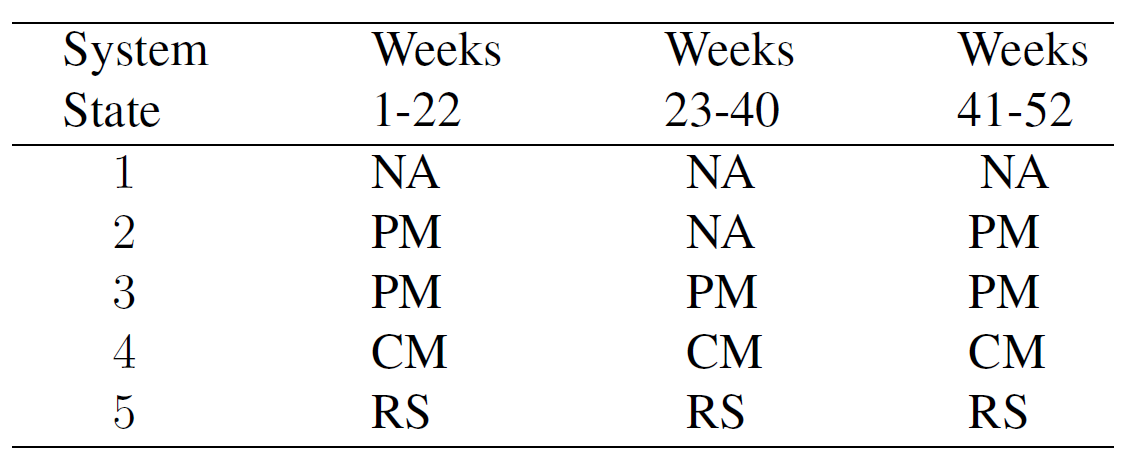 System Weeks Weeks Weeks
State 1-22 23-40 41-52
1 NA NA NA
2 PM NA PM
3 PM PM PM
4 CM CM CM
5 RS RS RS